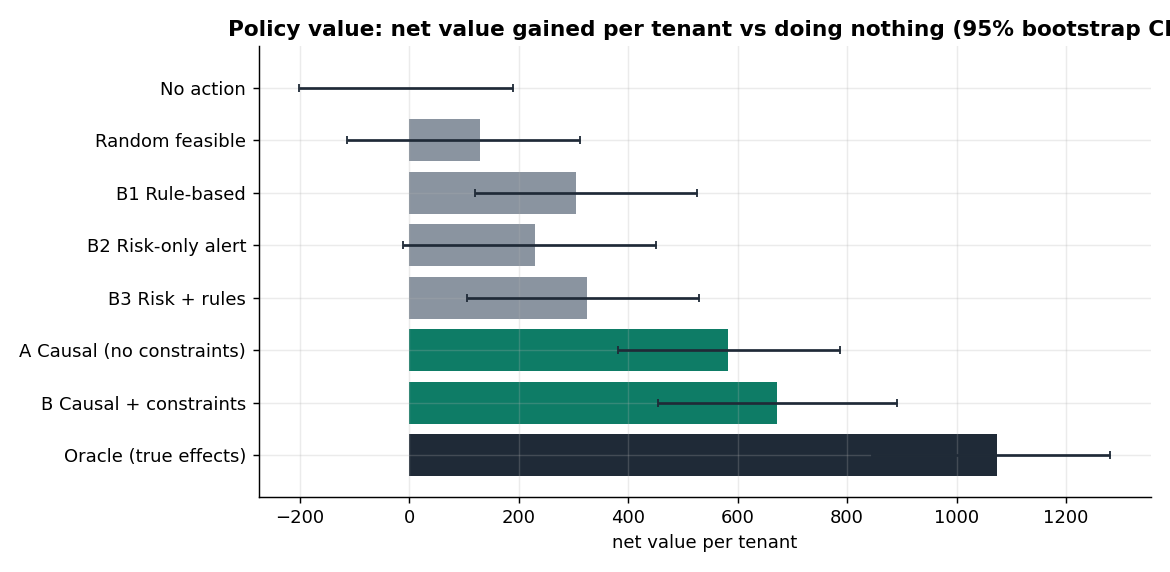 Policy value: net value gained per tenant vs doing nothing (95% bootstrap CI
No action
Random feasible
B1 Rule-based
B2 Risk-only alert
B3 Risk + rules
A Causal (no constraints)
B Causal + constraints
Oracle (true effects)
−200 0 200 400 600 800 1000 1200
net value per tenant